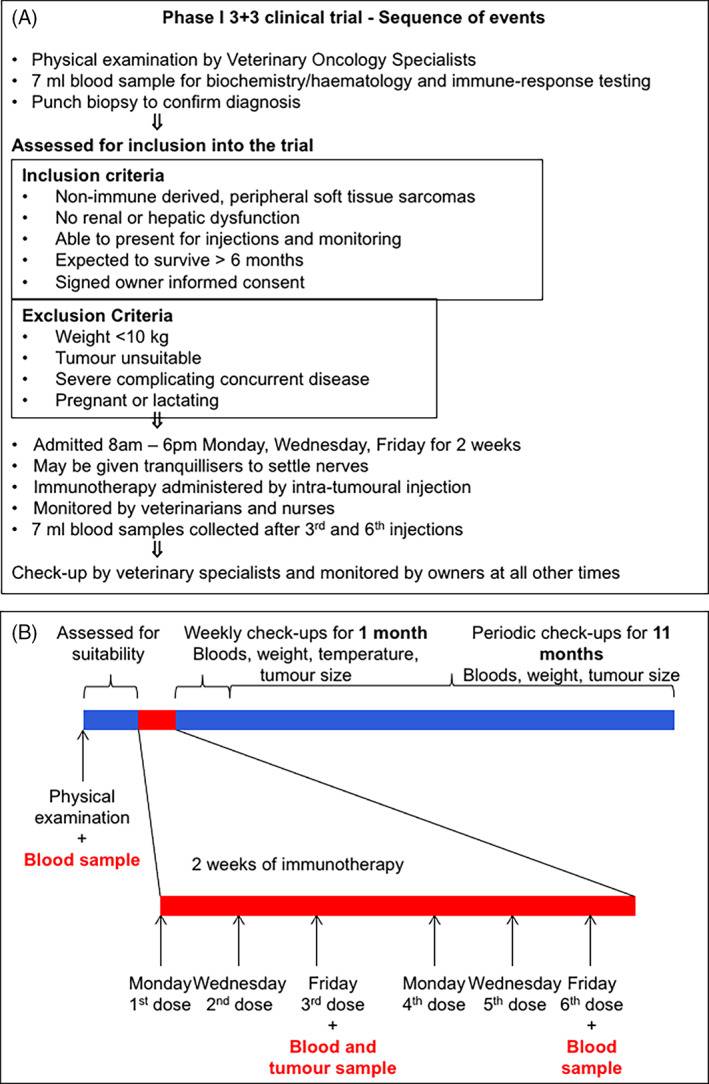 (A)
Phase I 3+3 clinical trial - Sequence of events
• Physical examination by Veterinary Oncology Specialists
• 7 ml blood sample for biochemistry/haematology and immune-response testing
• Punch biopsy to confirm diagnosis
⇓
Assessed for inclusion into the trial
Inclusion criteria
• Non-immune derived, peripheral soft tissue sarcomas
• No renal or hepatic dysfunction
• Able to present for injections and monitoring
• Expected to survive > 6 months
• Signed owner informed consent
Exclusion Criteria
• Weight <10 kg
• Tumour unsuitable
• Severe complicating concurrent disease
• Pregnant or lactating
⇓
• Admitted 8am – 6pm Monday, Wednesday, Friday for 2 weeks
• May be given tranquillisers to settle nerves
• Immunotherapy administered by intra-tumoural injection
• Monitored by veterinarians and nurses
• 7 ml blood samples collected after 3rd and 6th injections
⇓
Check-up by veterinary specialists and monitored by owners at all other times
(B)
Assessed for
suitability
Weekly check-ups for 1 month
Bloods, weight, temperature,
tumour size
Periodic check-ups for 11
months
Bloods, weight, tumour size
Physical
examination
+
Blood sample
2 weeks of immunotherapy
Monday
1st dose
Wednesday
2nd dose
Friday
3rd dose
+
Blood and
tumour sample
Monday
4th dose
Wednesday
5th dose
Friday
6th dose
+
Blood
sample